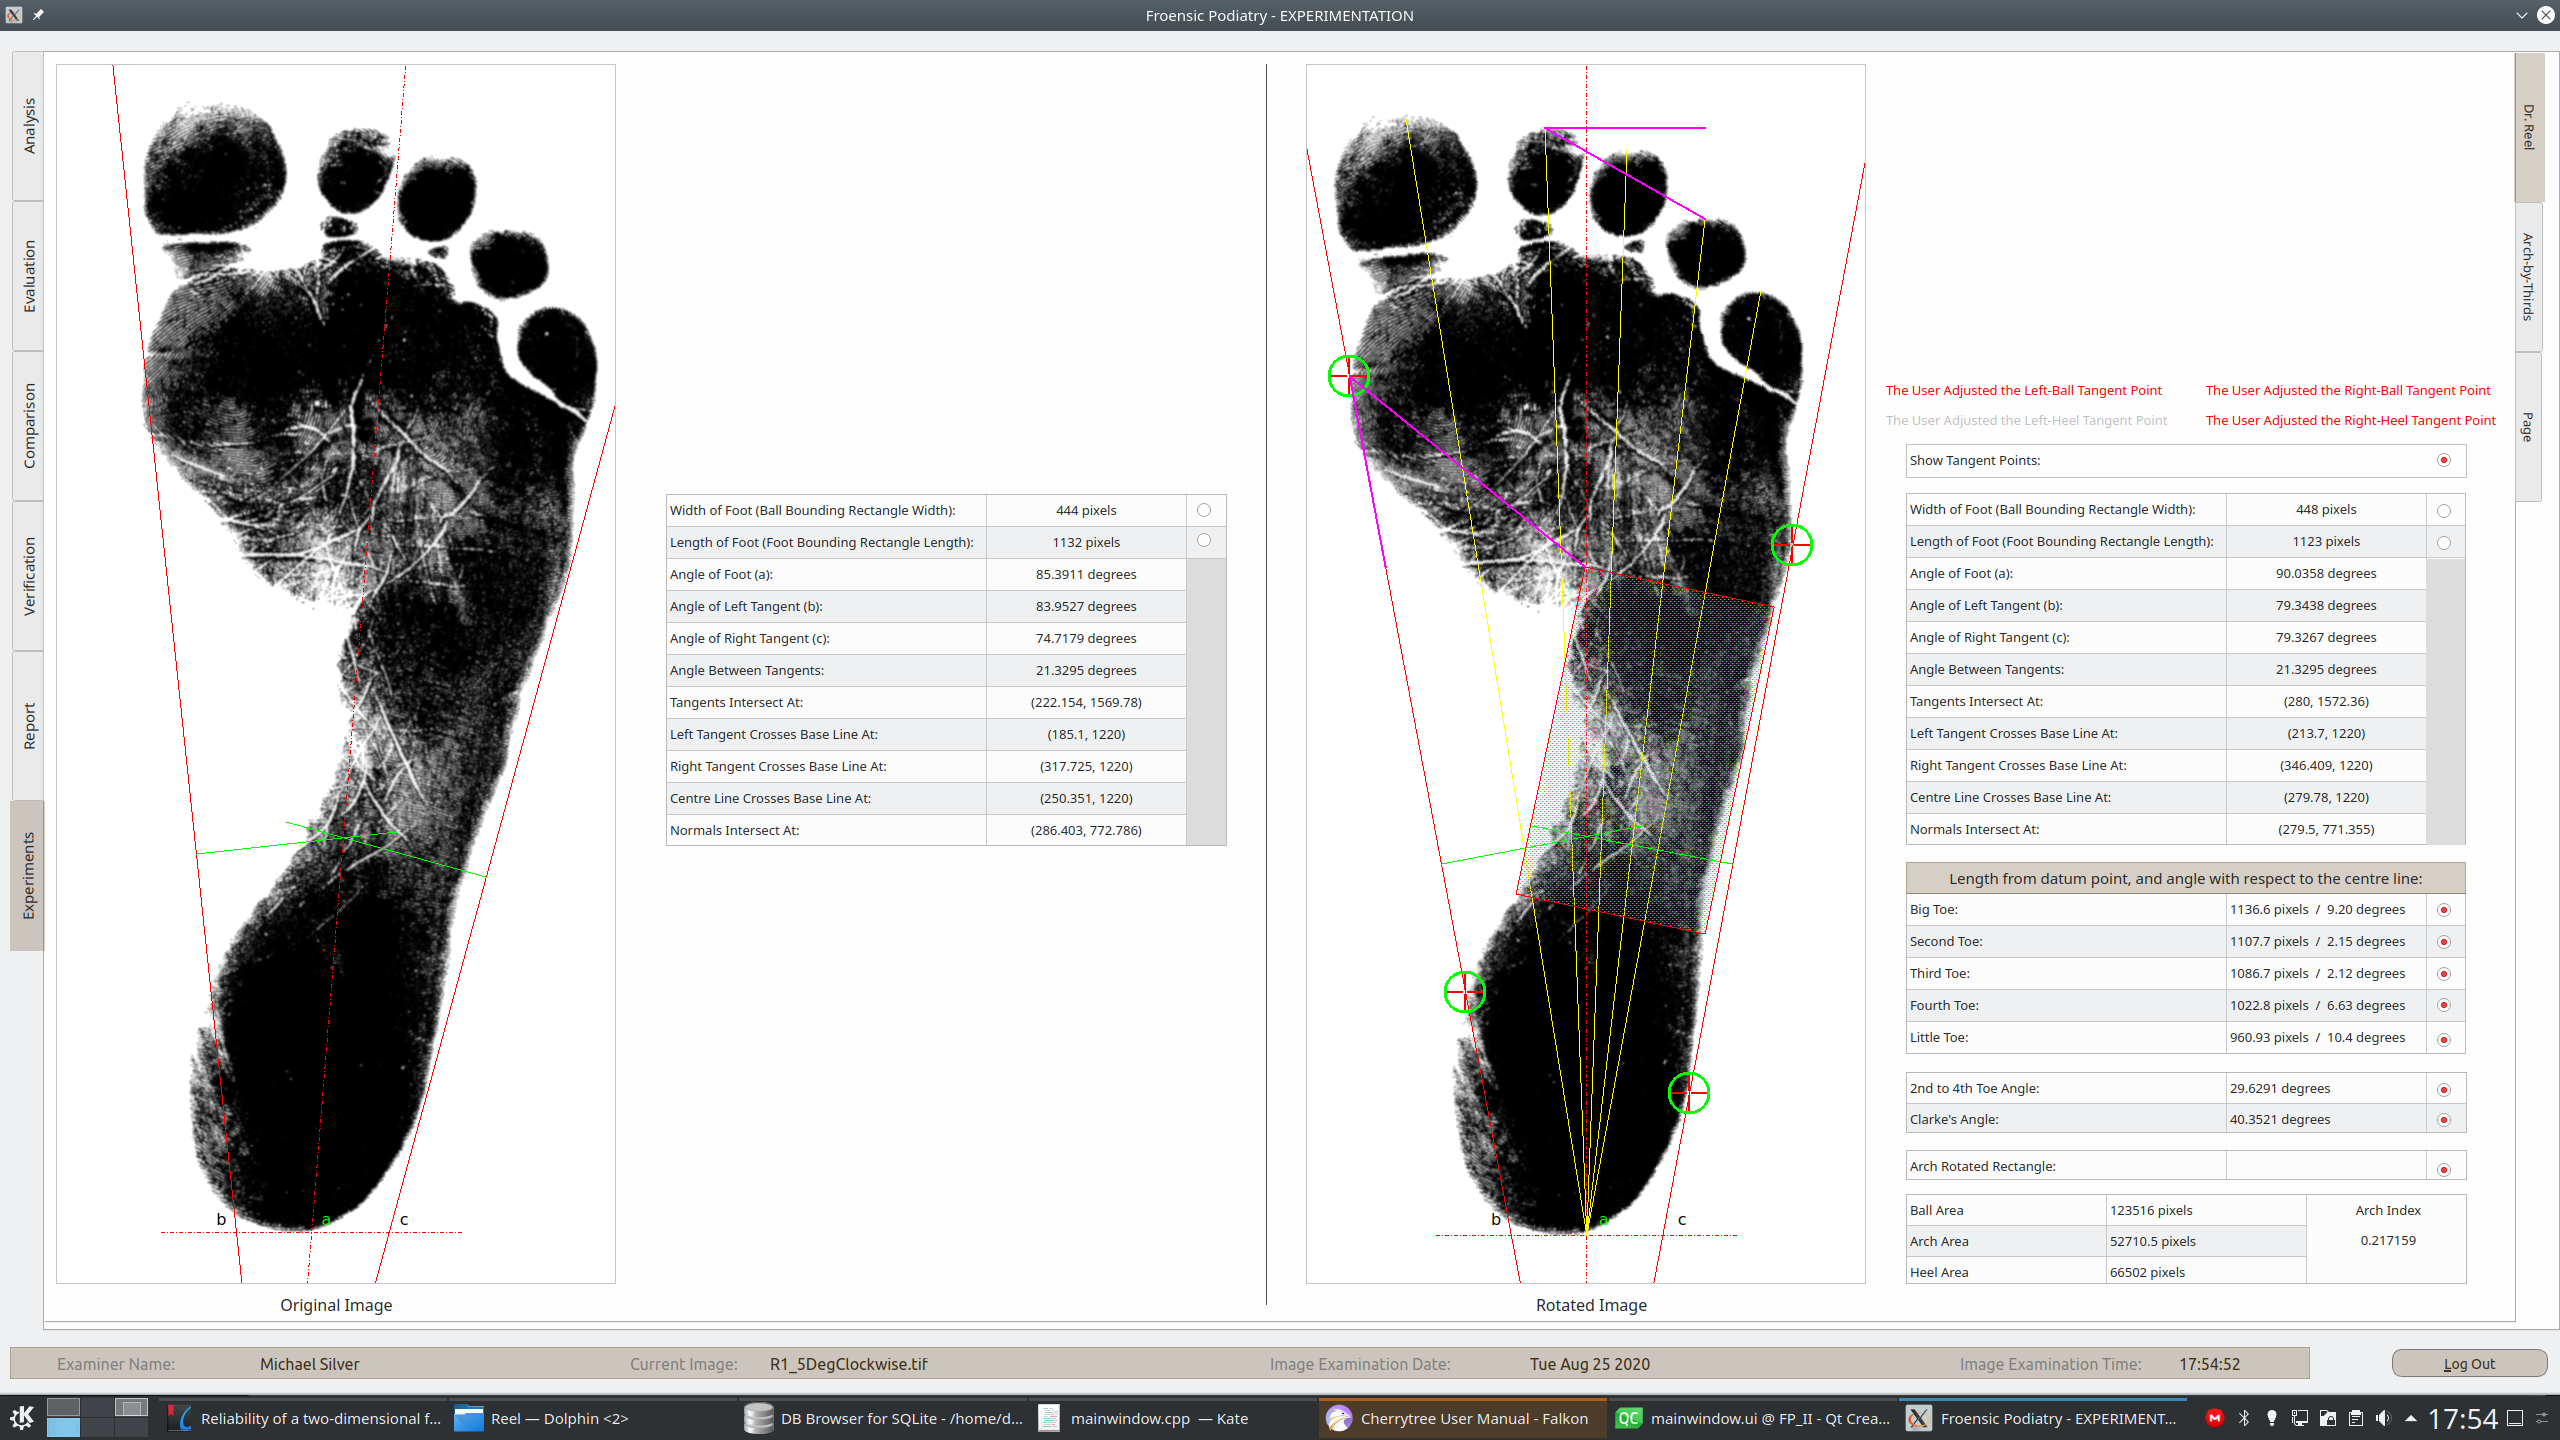 Froensic Podiatry - EXPERIMENTATION
Analysis
Evaluation
Comparison
Verification
Report
Experiments
b
a
c
Original Image
Width of Foot (Ball Bounding Rectangle Width): 444 pixels
Length of Foot (Foot Bounding Rectangle Length): 1132 pixels
Angle of Foot (a): 85.3911 degrees
Angle of Left Tangent (b): 83.9527 degrees
Angle of Right Tangent (c): 74.7179 degrees
Angle Between Tangents: 21.3295 degrees
Tangents Intersect At: (222.154, 1569.78)
Left Tangent Crosses Base Line At: (185.1, 1220)
Right Tangent Crosses Base Line At: (317.725, 1220)
Centre Line Crosses Base Line At: (250.351, 1220)
Normals Intersect At: (286.403, 772.786)
b
a
c
Rotated Image
The User Adjusted the Left-Ball Tangent Point The User Adjusted the Right-Ball Tangent Point
The User Adjusted the Left-Heel Tangent Point The User Adjusted the Right-Heel Tangent Point
Show Tangent Points:
Width of Foot (Ball Bounding Rectangle Width): 448 pixels
Length of Foot (Foot Bounding Rectangle Length): 1123 pixels
Angle of Foot (a): 90.0358 degrees
Angle of Left Tangent (b): 79.3438 degrees
Angle of Right Tangent (c): 79.3267 degrees
Angle Between Tangents: 21.3295 degrees
Tangents Intersect At: (280, 1572.36)
Left Tangent Crosses Base Line At: (213.7, 1220)
Right Tangent Crosses Base Line At: (346.409, 1220)
Centre Line Crosses Base Line At: (279.78, 1220)
Normals Intersect At: (279.5, 771.355)
Length from datum point, and angle with respect to the centre line:
Big Toe: 1136.6 pixels / 9.20 degrees
Second Toe: 1107.7 pixels / 2.15 degrees
Third Toe: 1086.7 pixels / 2.12 degrees
Fourth Toe: 1022.8 pixels / 6.63 degrees
Little Toe: 960.93 pixels / 10.4 degrees
2nd to 4th Toe Angle: 29.6291 degrees
Clarke's Angle: 40.3521 degrees
Arch Rotated Rectangle:
Ball Area 123516 pixels Arch Index
Arch Area 52710.5 pixels 0.217159
Heel Area 66502 pixels
Dr. Reel
Arch-by-Thirds
Page
Examiner Name: Michael Silver Current Image: R1_5DegClockwise.tif Image Examination Date: Tue Aug 25 2020 Image Examination Time: 17:54:52 Log Out
Reliability of a two-dimensional f... Reel — Dolphin <2> DB Browser for SQLite - /home/d... mainwindow.cpp — Kate Cherrytree User Manual - Falkon QC mainwindow.ui @ FP_II - Qt Crea... Froensic Podiatry - EXPERIMENT... 17:54